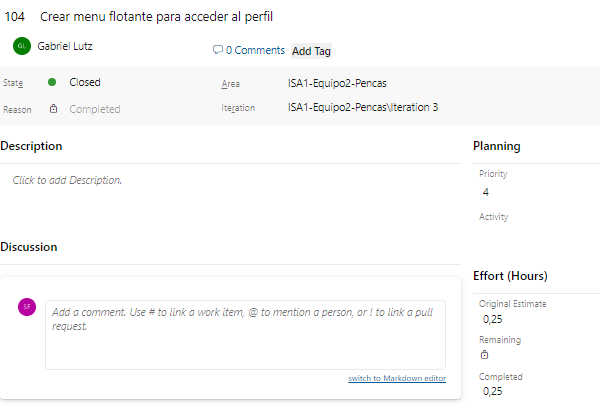 104 Crear menu flotante para acceder al perfil
GL Gabriel Lutz 0 Comments Add Tag
State Closed Area ISA1-Equipo2-Pencas
Reason Completed Iteration ISA1-Equipo2-Pencas\Iteration 3
Description
Click to add Description.
Discussion
SF Add a comment. Use # to link a work item, @ to mention a person, or ! to link a pull
request.
switch to Markdown editor
Planning
Priority
4
Activity
Effort (Hours)
Original Estimate
0,25
Remaining
Completed
0,25